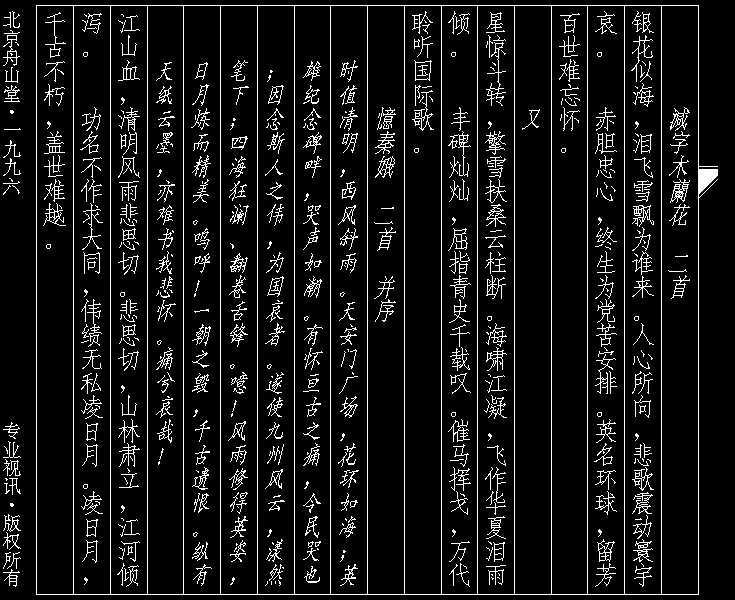 减字木蘭花　二首
银花似海，泪飞雪飘为谁来。人心所向，悲歌震动寰宇
哀。　　赤胆忠心，终生为党苦安排。英名环球，留芳
百世难忘怀。
又
星惊斗转，擎雪扶桑云柱断。海啸江凝，飞作华夏泪雨
倾。　　丰碑灿灿，屈指青史千载叹。催马挥戈，万代
聆听国际歌。
憶秦娥　二首　并序
时值清明，西风斜雨。天安门广场，花环如海；英
雄纪念碑畔，哭声如潮。有怀亘古之痛，今民哭也
；因念斯人之伟，为国哀者。遂使九州风云，漾然
笔下；四海狂澜、翻卷舌锋。噫！风雨修得英姿，
日月炼而精美。呜呼！一朝之毁，千古遗恨。纵有
天纸云墨，亦难书我悲怀。痛兮哀哉！
江山血，清明风雨悲思切。悲思切，山林肃立，江河倾
泻。　　功名不作求大同，伟绩无私凌日月。凌日月，
千古不朽，盖世难越。
北京舟山堂·一九九六
专业视讯·版权所有